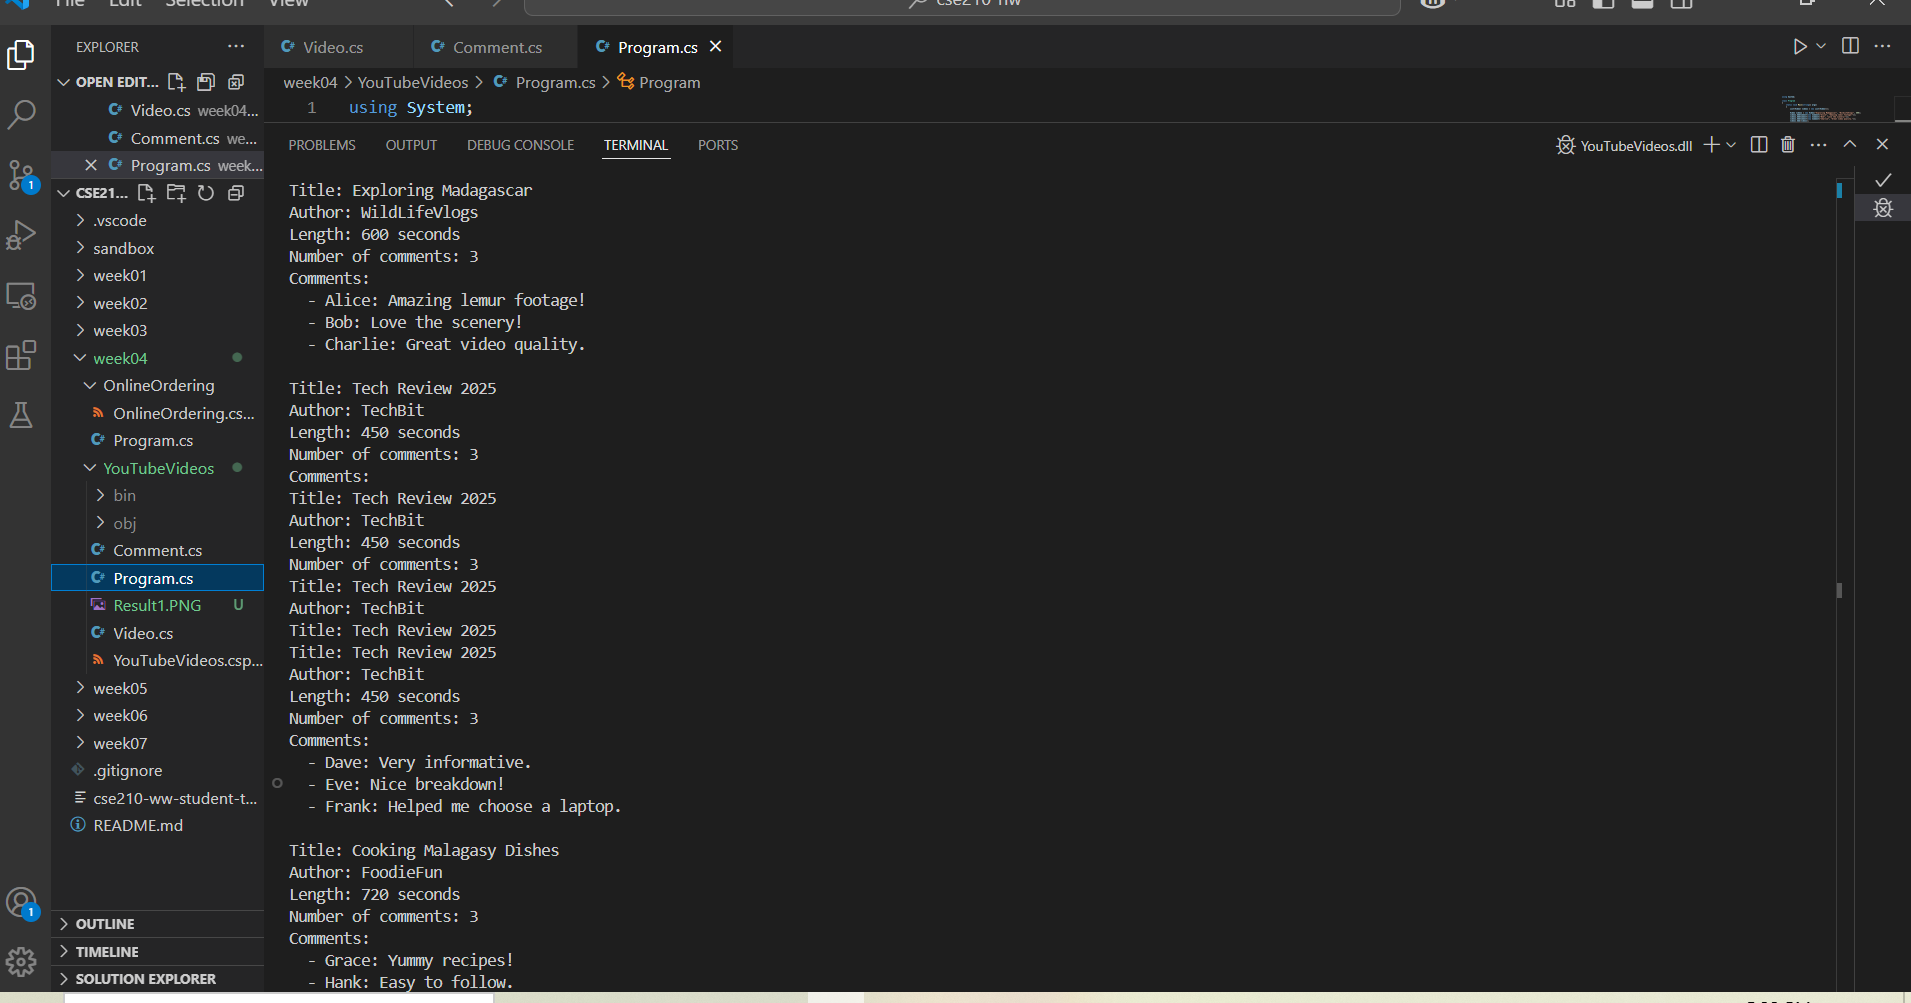 File Edit Selection View
cse210-hw
EXPLORER
Video.cs
Comment.cs
Program.cs
OPEN EDIT...
Video.cs week04...
Comment.cs we...
Program.cs week...
CSE21...
.vscode
sandbox
week01
week02
week03
week04
OnlineOrdering
OnlineOrdering.cs...
Program.cs
YouTubeVideos
bin
obj
Comment.cs
Program.cs
Result1.PNG U
Video.cs
YouTubeVideos.csp...
week05
week06
week07
.gitignore
cse210-ww-student-t...
README.md
OUTLINE
TIMELINE
SOLUTION EXPLORER
1
1
week04 > YouTubeVideos > Program.cs > Program
1 using System;
PROBLEMS OUTPUT DEBUG CONSOLE TERMINAL PORTS
YouTubeVideos.dll
Title: Exploring Madagascar
Author: WildLifeVlogs
Length: 600 seconds
Number of comments: 3
Comments:
- Alice: Amazing lemur footage!
- Bob: Love the scenery!
- Charlie: Great video quality.
Title: Tech Review 2025
Author: TechBit
Length: 450 seconds
Number of comments: 3
Comments:
Title: Tech Review 2025
Author: TechBit
Length: 450 seconds
Number of comments: 3
Title: Tech Review 2025
Author: TechBit
Title: Tech Review 2025
Title: Tech Review 2025
Author: TechBit
Length: 450 seconds
Number of comments: 3
Comments:
- Dave: Very informative.
- Eve: Nice breakdown!
- Frank: Helped me choose a laptop.
Title: Cooking Malagasy Dishes
Author: FoodieFun
Length: 720 seconds
Number of comments: 3
Comments:
- Grace: Yummy recipes!
- Hank: Easy to follow.